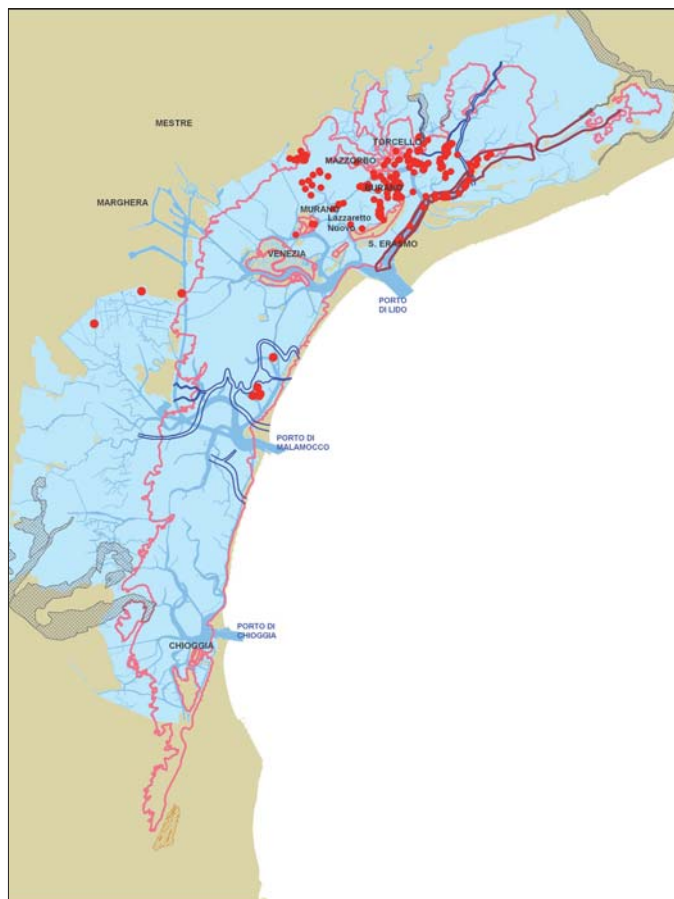 MESTRE
TORCELLO
MAZZORBO
BURANO
MARGHERA
MURANO
Lazzaretto
Nuovo
S. ERASMO
VENEZIA
PORTO
DI LIDO
PORTO DI
MALAMOCCO
PORTO DI
CHIOGGIA
CHIOGGIA